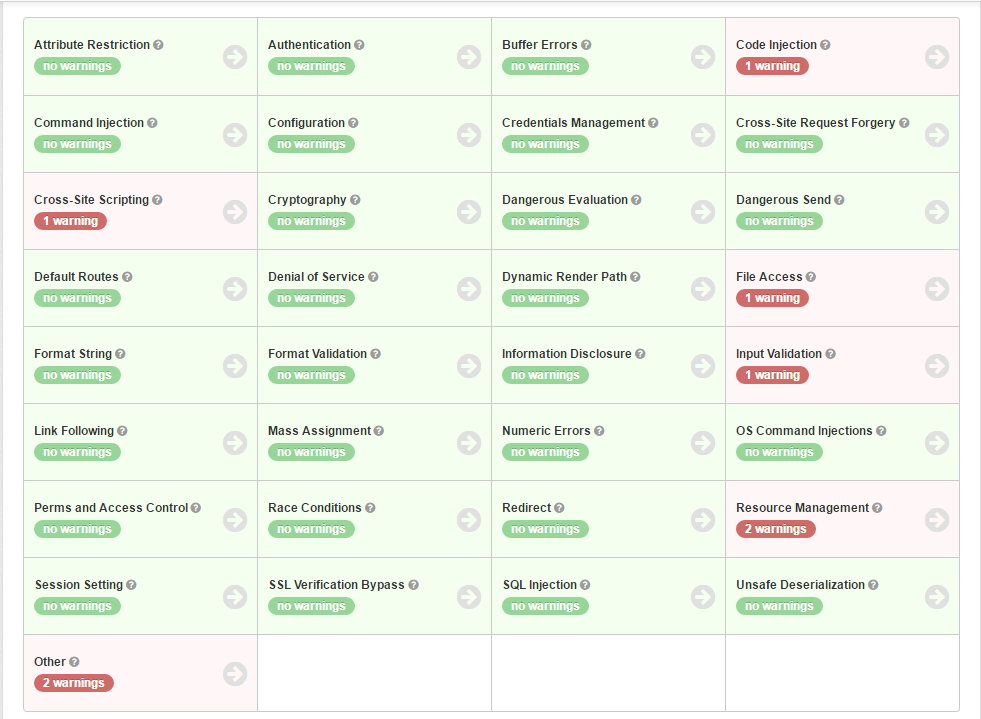 Attribute Restriction ?
no warnings
Authentication ?
no warnings
Buffer Errors ?
no warnings
Code Injection ?
1 warning
Command Injection ?
no warnings
Configuration ?
no warnings
Credentials Management ?
no warnings
Cross-Site Request Forgery ?
no warnings
Cross-Site Scripting ?
1 warning
Cryptography ?
no warnings
Dangerous Evaluation ?
no warnings
Dangerous Send ?
no warnings
Default Routes ?
no warnings
Denial of Service ?
no warnings
Dynamic Render Path ?
no warnings
File Access ?
1 warning
Format String ?
no warnings
Format Validation ?
no warnings
Information Disclosure ?
no warnings
Input Validation ?
1 warning
Link Following ?
no warnings
Mass Assignment ?
no warnings
Numeric Errors ?
no warnings
OS Command Injections ?
no warnings
Perms and Access Control ?
no warnings
Race Conditions ?
no warnings
Redirect ?
no warnings
Resource Management ?
2 warnings
Session Setting ?
no warnings
SSL Verification Bypass ?
no warnings
SQL Injection ?
no warnings
Unsafe Deserialization ?
no warnings
Other ?
2 warnings